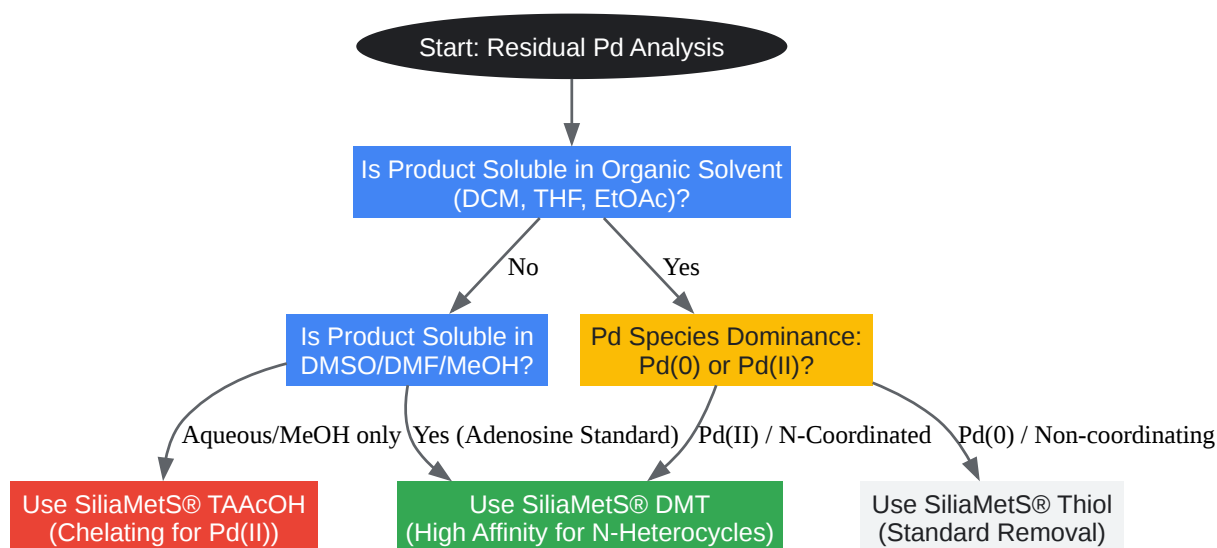 Start: Residual Pd Analysis
Is Product Soluble in Organic Solvent
(DCM, THF, EtOAc)?
No
Yes
Is Product Soluble in
DMSO/DMF/MeOH?
Pd Species Dominance:
Pd(0) or Pd(II)?
Aqueous/MeOH only
Yes (Adenosine Standard)
Pd(II) / N-Coordinated
Pd(0) / Non-coordinating
Use SiliaMetS® TAAcOH
(Chelating for Pd(II))
Use SiliaMetS® DMT
(High Affinity for N-Heterocycles)
Use SiliaMetS® Thiol
(Standard Removal)